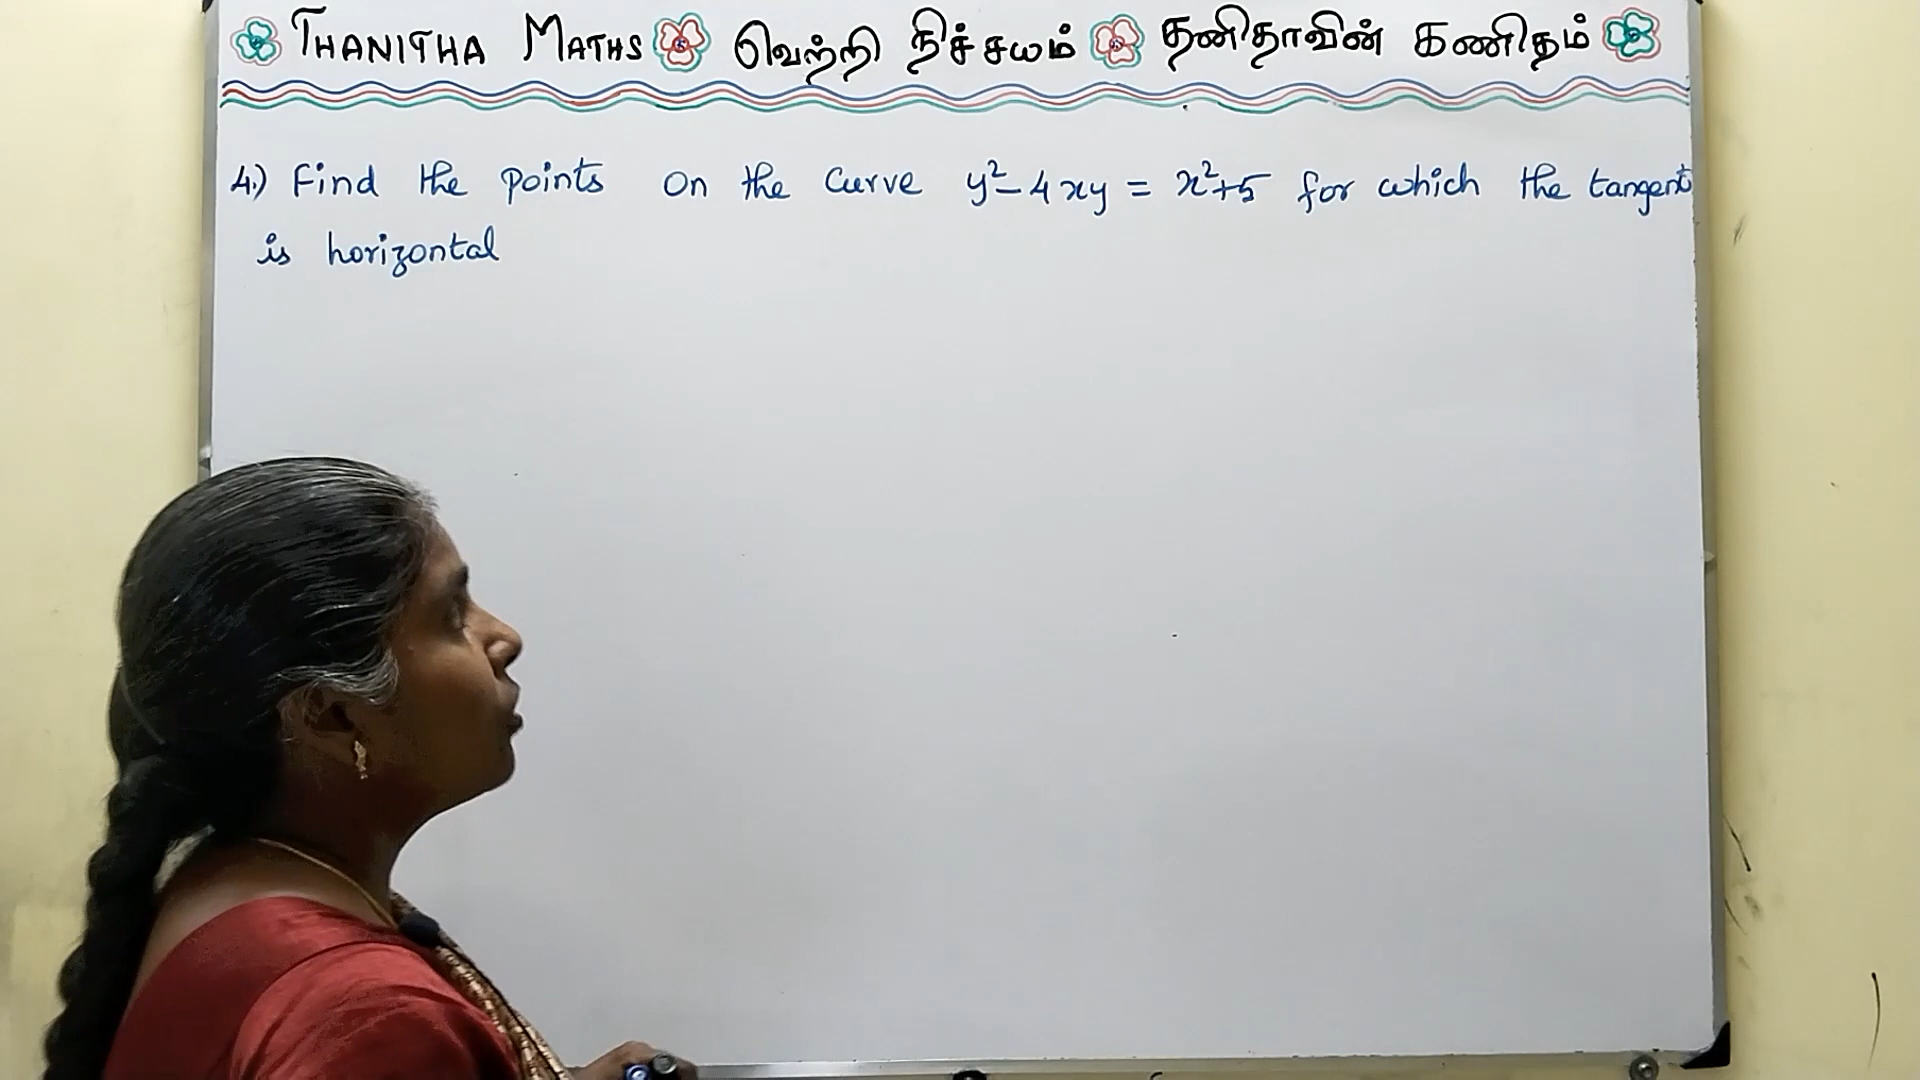 THANITHA MATHS வெற்றி நிச்சயம் தனிதாவின் கணிதம்
4.) Find the points on the curve y²-4xy = x²+5 for which the tangent
is horizontal